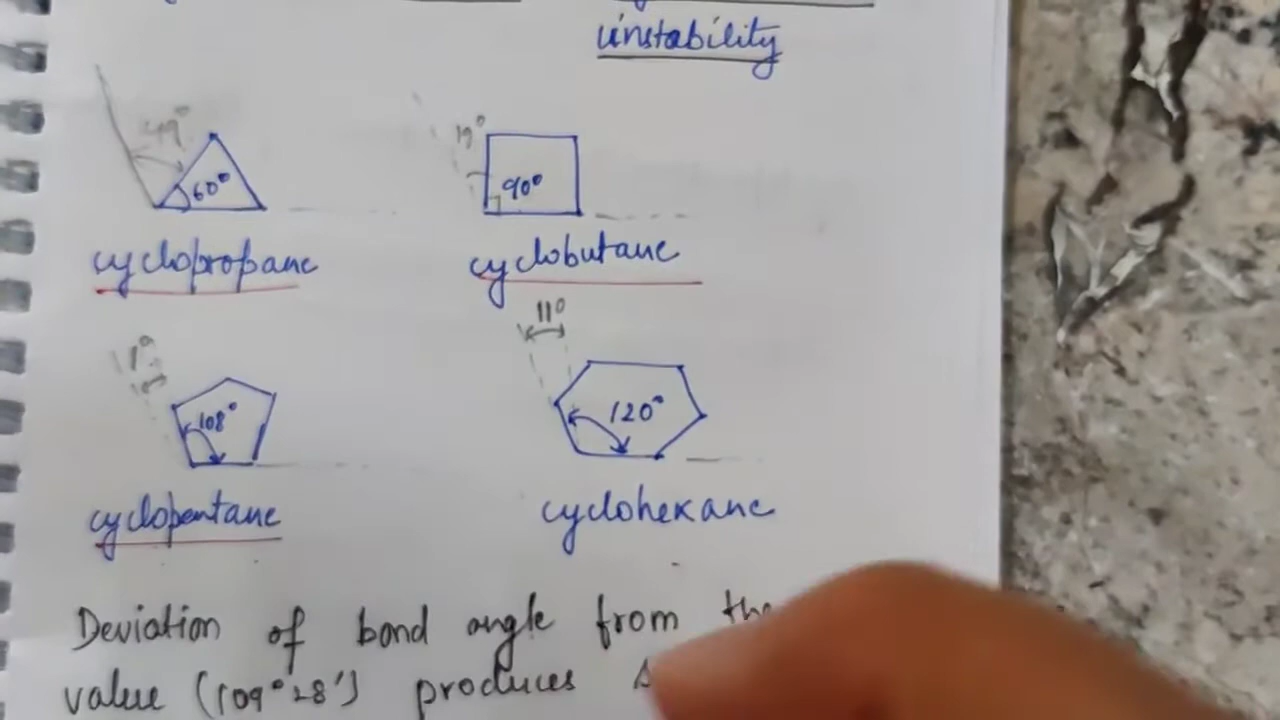 instability
49°
19°
60°
90°
cyclopropane
cyclobutane
11°
1°
108°
120°
cyclopentane
cyclohexane
Deviation of bond angle from the
value (109°28') produces